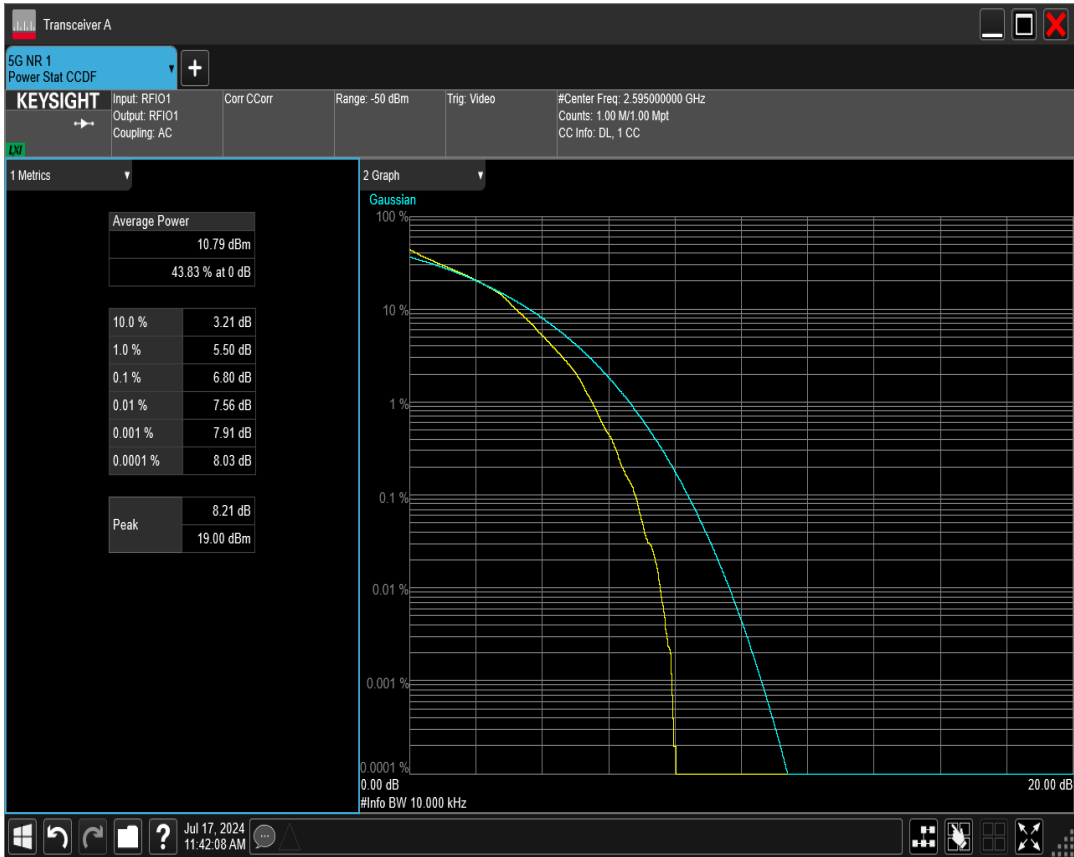 Transceiver A
5G NR 1
Power Stat CCDF
KEYSIGHT
LXI
Input: RFIO1
Output: RFIO1
Coupling: AC
Corr CCorr
Range: -50 dBm
Trig: Video
#Center Freq: 2.595000000 GHz
Counts: 1.00 M/1.00 Mpt
CC Info: DL, 1 CC
1 Metrics
Average Power
10.79 dBm
43.83 % at 0 dB
10.0 % 3.21 dB
1.0 % 5.50 dB
0.1 % 6.80 dB
0.01 % 7.56 dB
0.001 % 7.91 dB
0.0001 % 8.03 dB
Peak
8.21 dB
19.00 dBm
2 Graph
Gaussian
100 %
10 %
1 %
0.1 %
0.01 %
0.001 %
0.0001 %
0.00 dB 20.00 dB
#Info BW 10.000 kHz
? Jul 17, 2024
11:42:08 AM